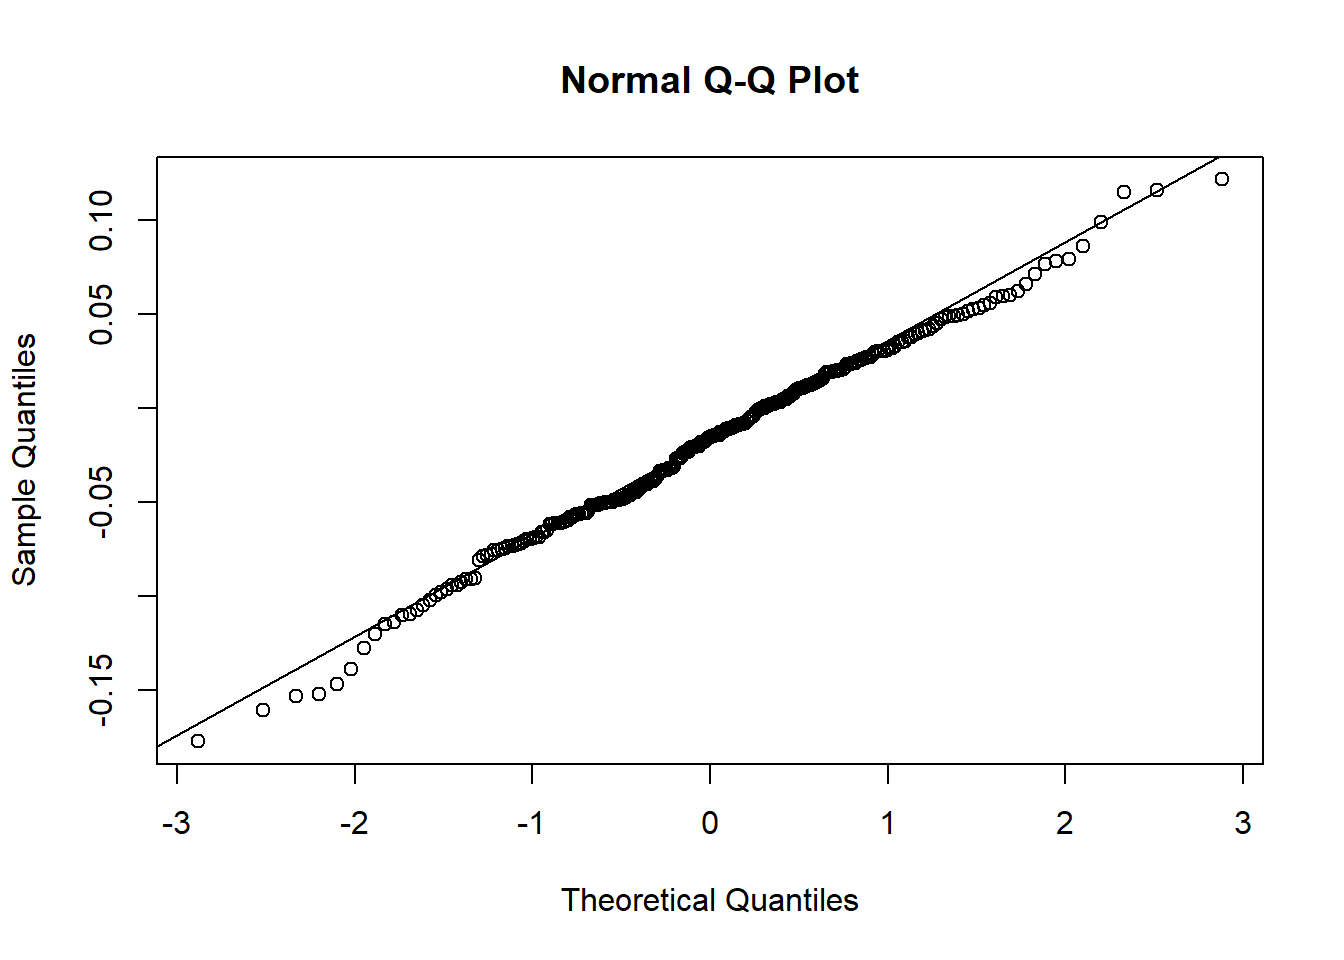 Normal Q-Q Plot
Sample Quantiles
0.10
0.05
-0.05
-0.15
-3 -2 -1 0 1 2 3
Theoretical Quantiles